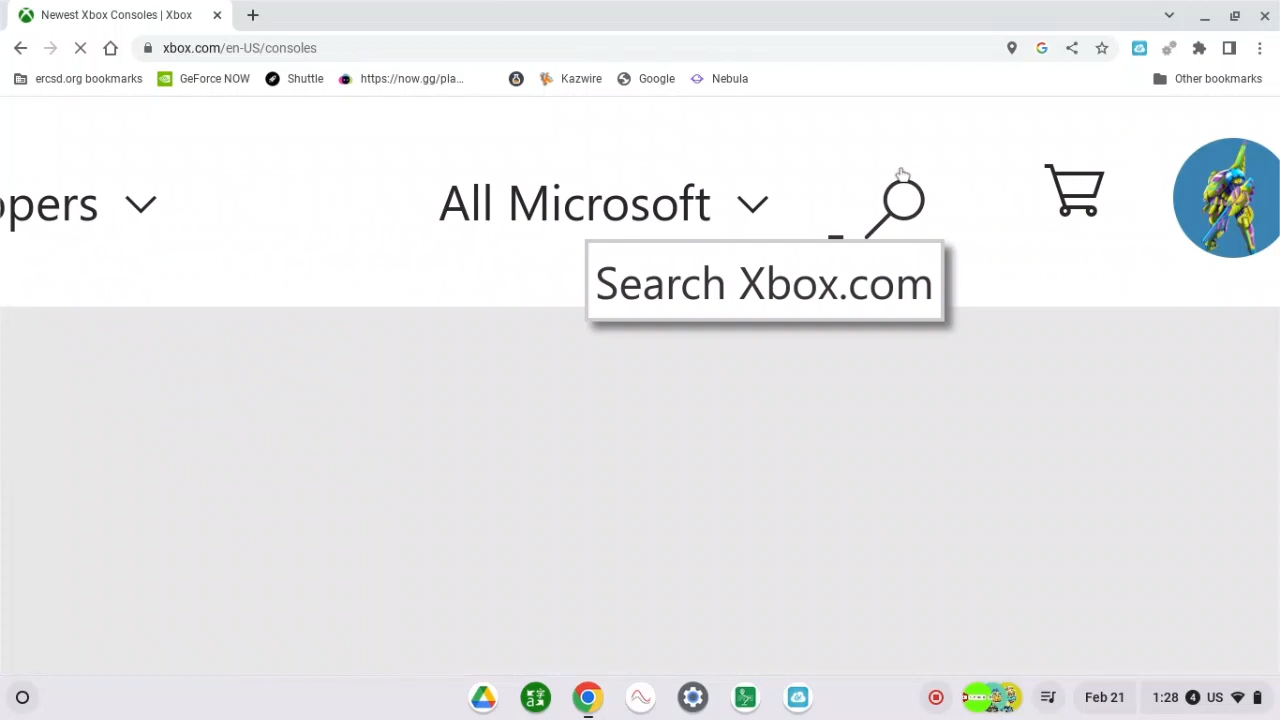 Newest Xbox Consoles | Xbox
xbox.com/en-US/consoles
ercsd.org bookmarks GeForce NOW Shuttle https://now.gg/pla... Kazwire Google Nebula Other bookmarks
opers All Microsoft
Search Xbox.com
Feb 21 1:28 4 US